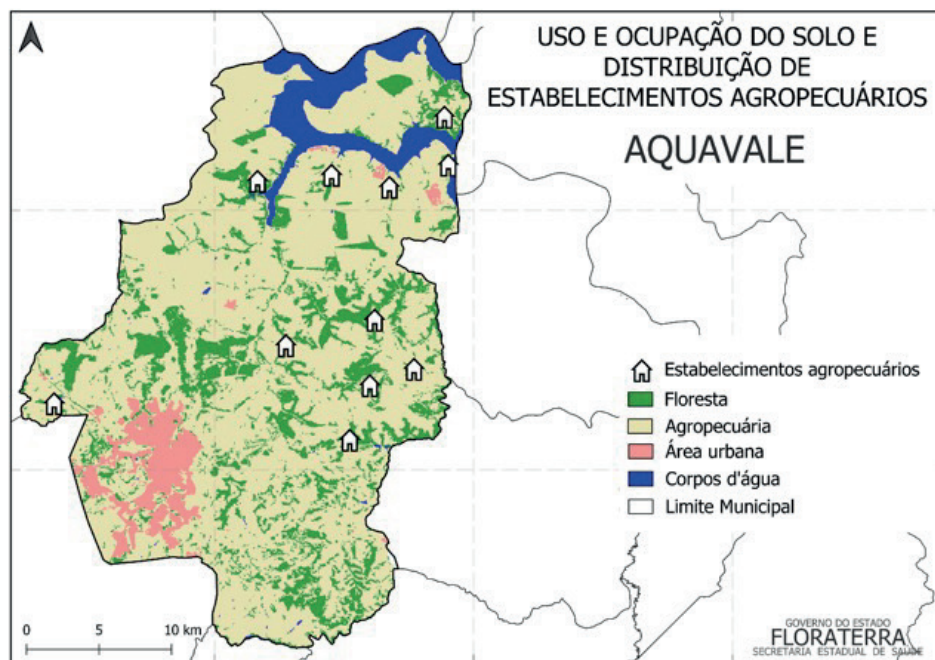 USO E OCUPAÇÃO DO SOLO E
DISTRIBUIÇÃO DE
ESTABELECIMENTOS AGROPECUÁRIOS
AQUAVALE
Estabelecimentos agropecuários
Floresta
Agropecuária
Área urbana
Corpos d'água
Limite Municipal
0 5 10 km
GOVERNO DO ESTADO
FLORATERRA
SECRETARIA ESTADUAL DE SAÚDE